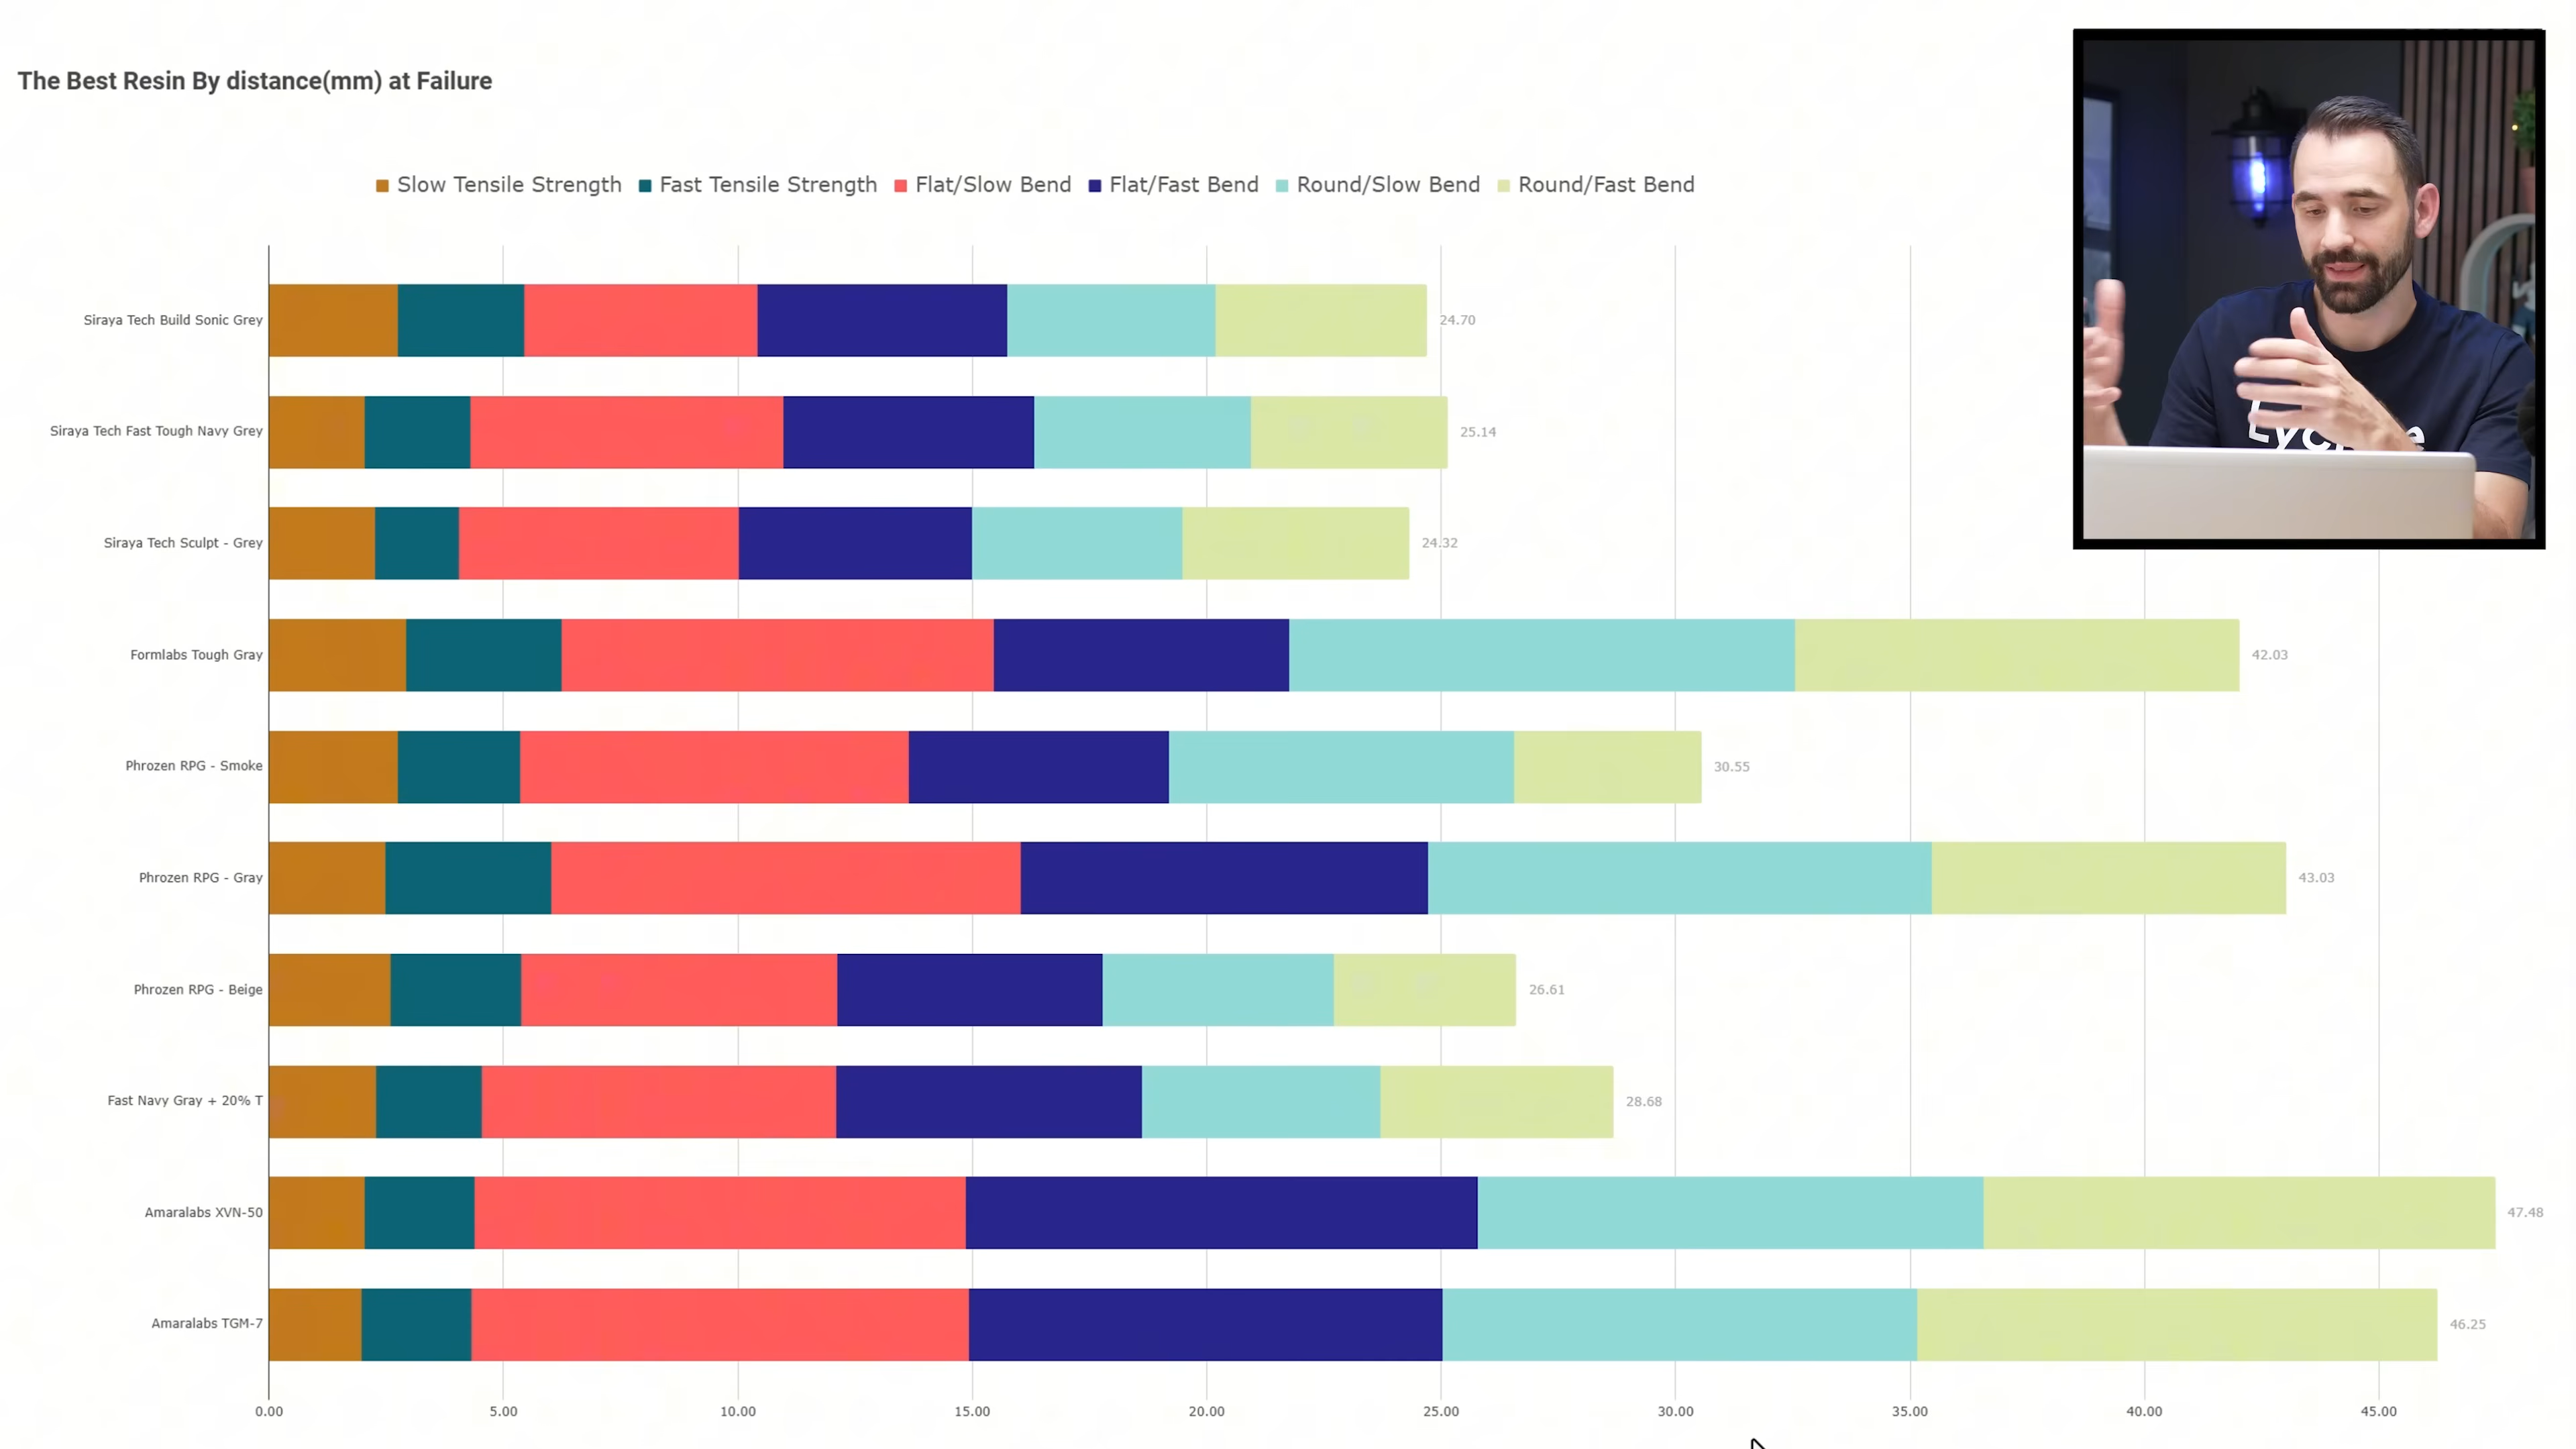 The Best Resin By distance(mm) at Failure
Slow Tensile Strength Fast Tensile Strength Flat/Slow Bend Flat/Fast Bend Round/Slow Bend Round/Fast Bend
Siraya Tech Build Sonic Grey 24.70
Siraya Tech Fast Tough Navy Grey 25.14
Siraya Tech Sculpt - Grey 24.32
Formlabs Tough Gray 42.03
Phrozen RPG - Smoke 30.55
Phrozen RPG - Gray 43.03
Phrozen RPG - Beige 26.61
Fast Navy Gray + 20% T 28.68
Amaralabs XVN-50 47.48
Amaralabs TGM-7 46.25
0.00 5.00 10.00 15.00 20.00 25.00 30.00 35.00 40.00 45.00